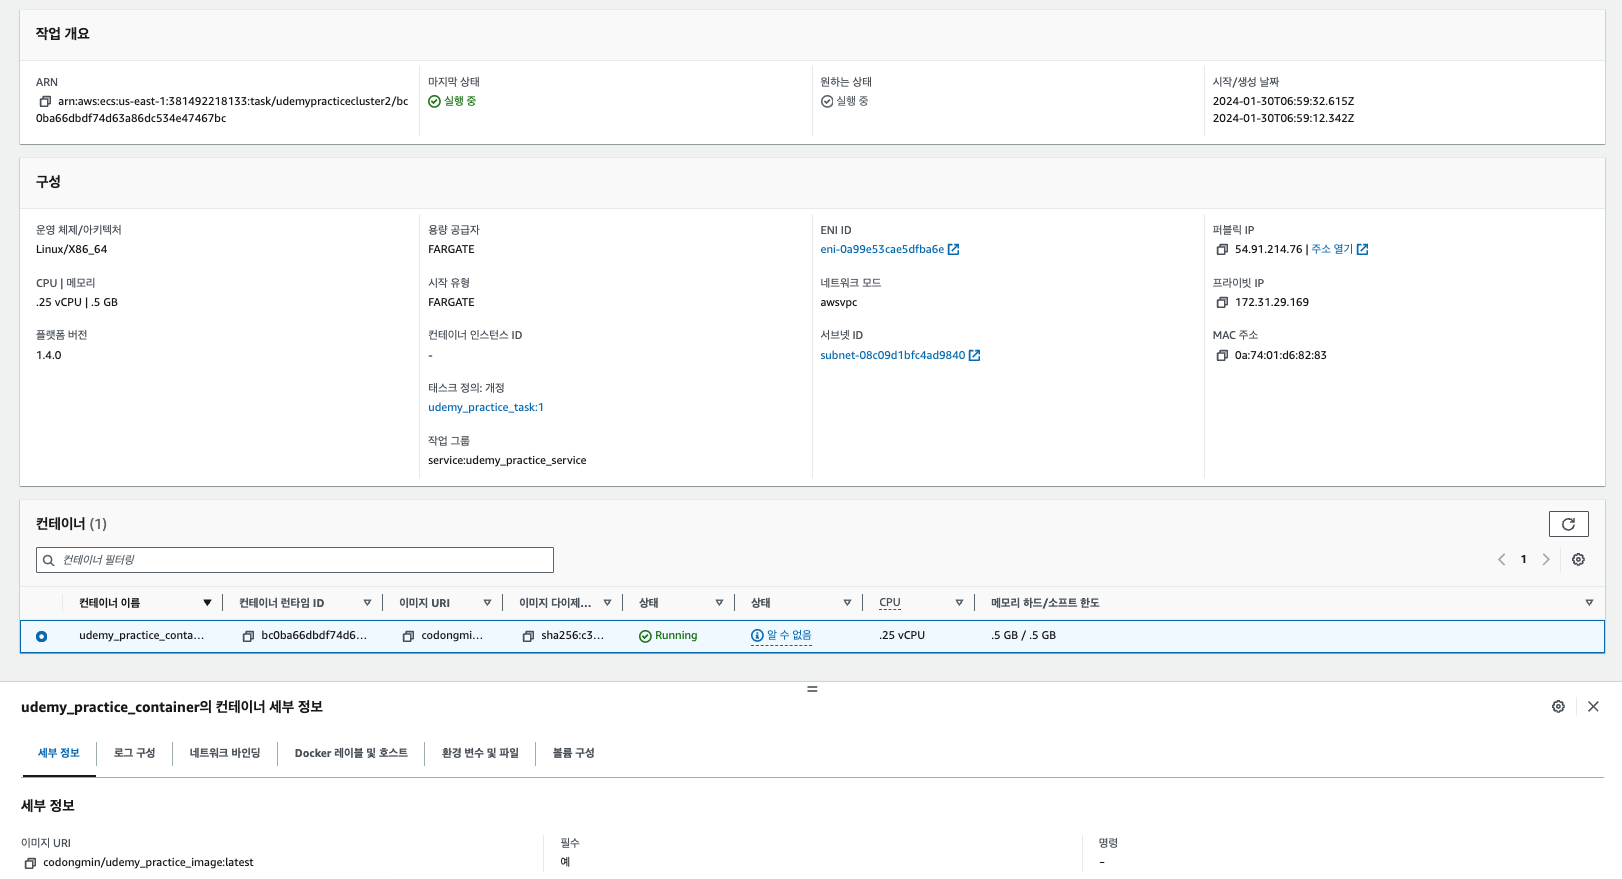 작업 개요
ARN
arn:aws:ecs:us-east-1:381492218133:task/udemypracticecluster2/bc
0ba66dbdf74d63a86dc534e47467bc
마지막 상태
실행 중
원하는 상태
실행 중
시작/생성 날짜
2024-01-30T06:59:32.615Z
2024-01-30T06:59:12.342Z
구성
운영 체제/아키텍처
Linux/X86_64
CPU | 메모리
.25 vCPU | .5 GB
플랫폼 버전
1.4.0
용량 공급자
FARGATE
시작 유형
FARGATE
컨테이너 인스턴스 ID
-
태스크 정의: 개정
udemy_practice_task:1
작업 그룹
service:udemy_practice_service
ENI ID
eni-0a99e53cae5dfba6e
네트워크 모드
awsvpc
서브넷 ID
subnet-08c09d1bfc4ad9840
퍼블릭 IP
54.91.214.76 | 주소 열기
프라이빗 IP
172.31.29.169
MAC 주소
0a:74:01:d6:82:83
컨테이너 (1)
컨테이너 필터링
1
컨테이너 이름 컨테이너 런타임 ID 이미지 URI 이미지 다이제... 상태 상태 CPU 메모리 하드/소프트 한도
udemy_practice_conta... bc0ba66dbdf74d6... codongmi... sha256:c3... Running 알 수 없음 .25 vCPU .5 GB / .5 GB
udemy_practice_container의 컨테이너 세부 정보
세부 정보 로그 구성 네트워크 바인딩 Docker 레이블 및 호스트 환경 변수 및 파일 볼륨 구성
세부 정보
이미지 URI
codongmin/udemy_practice_image:latest
필수
예
명령
-